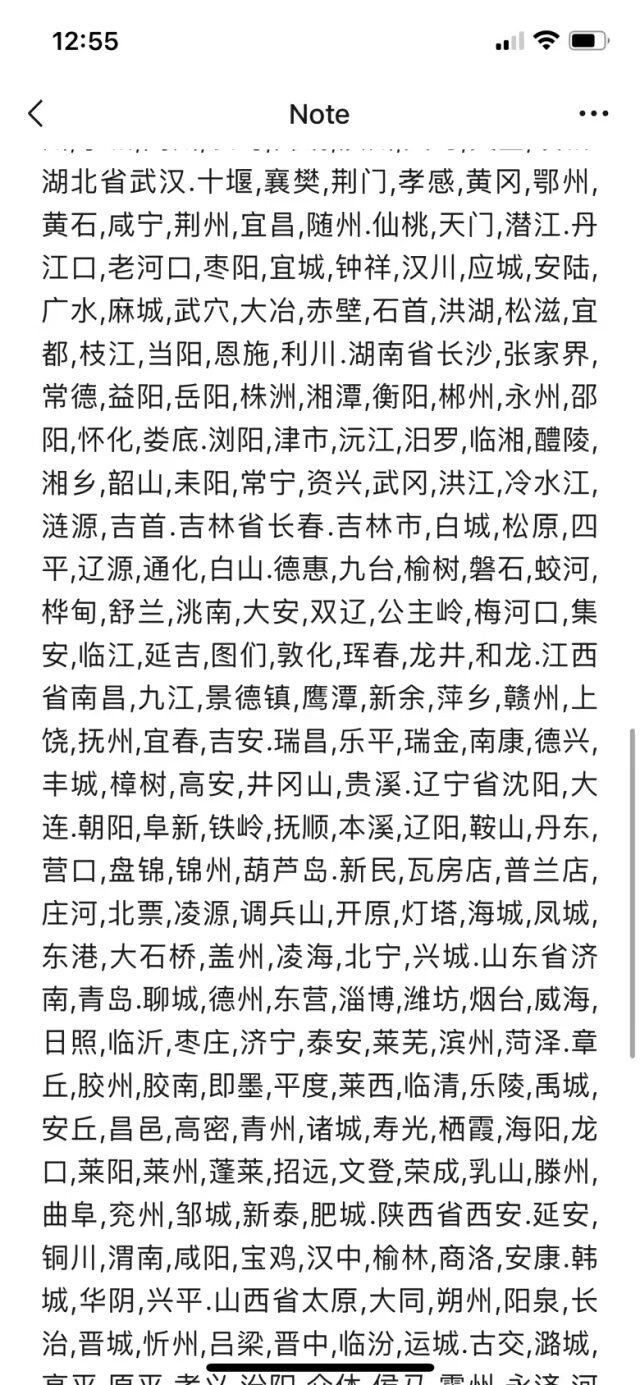 12:55
Note
湖北省武汉.十堰,襄樊,荆门,孝感,黄冈,鄂州,
黄石,咸宁,荆州,宜昌,随州.仙桃,天门,潜江.丹
江口,老河口,枣阳,宜城,钟祥,汉川,应城,安陆,
广水,麻城,武穴,大冶,赤壁,石首,洪湖,松滋,宜
都,枝江,当阳,恩施,利川.湖南省长沙,张家界,
常德,益阳,岳阳,株洲,湘潭,衡阳,郴州,永州,邵
阳,怀化,娄底.浏阳,津市,沅江,汨罗,临湘,醴陵,
湘乡,韶山,耒阳,常宁,资兴,武冈,洪江,冷水江,
涟源,吉首.吉林省长春.吉林市,白城,松原,四
平,辽源,通化,白山.德惠,九台,榆树,磐石,蛟河,
桦甸,舒兰,洮南,大安,双辽,公主岭,梅河口,集
安,临江,延吉,图们,敦化,珲春,龙井,和龙.江西
省南昌,九江,景德镇,鹰潭,新余,萍乡,赣州,上
饶,抚州,宜春,吉安.瑞昌,乐平,瑞金,南康,德兴,
丰城,樟树,高安,井冈山,贵溪.辽宁省沈阳,大
连.朝阳,阜新,铁岭,抚顺,本溪,辽阳,鞍山,丹东,
营口,盘锦,锦州,葫芦岛.新民,瓦房店,普兰店,
庄河,北票,凌源,调兵山,开原,灯塔,海城,凤城,
东港,大石桥,盖州,凌海,北宁,兴城.山东省济
南,青岛.聊城,德州,东营,淄博,潍坊,烟台,威海,
日照,临沂,枣庄,济宁,泰安,莱芜,滨州,菏泽.章
丘,胶州,胶南,即墨,平度,莱西,临清,乐陵,禹城,
安丘,昌邑,高密,青州,诸城,寿光,栖霞,海阳,龙
口,莱阳,莱州,蓬莱,招远,文登,荣成,乳山,滕州,
曲阜,兖州,邹城,新泰,肥城.陕西省西安.延安,
铜川,渭南,咸阳,宝鸡,汉中,榆林,商洛,安康.韩
城,华阴,兴平.山西省太原,大同,朔州,阳泉,长
治,晋城,忻州,吕梁,晋中,临汾,运城.古交,潞城,